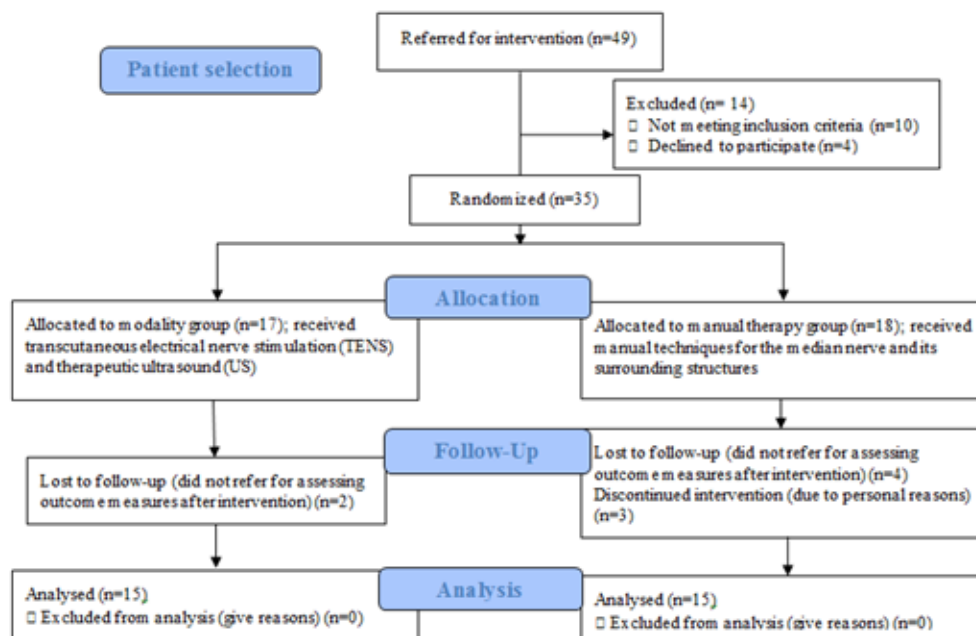 Referred for intervention (n=49)
Patient selection
Excluded (n= 14)
▯ Not meeting inclusion criteria (n=10)
▯ Declined to participate (n=4)
Randomized (n=35)
Allocation
Allocated to modality group (n=17); received
transcutaneous electrical nerve stimulation (TENS)
and therapeutic ultrasound (US)
Allocated to manual therapy group (n=18); received
manual techniques for the median nerve and its
surrounding structures
Follow-Up
Lost to follow-up (did not refer for assessing
outcome measures after intervention) (n=2)
Lost to follow-up (did not refer for assessing
outcome measures after intervention) (n=4)
Discontinued intervention (due to personal reasons)
(n=3)
Analysis
Analysed (n=15)
▯ Excluded from analysis (give reasons) (n=0)
Analysed (n=15)
▯ Excluded from analysis (give reasons) (n=0)